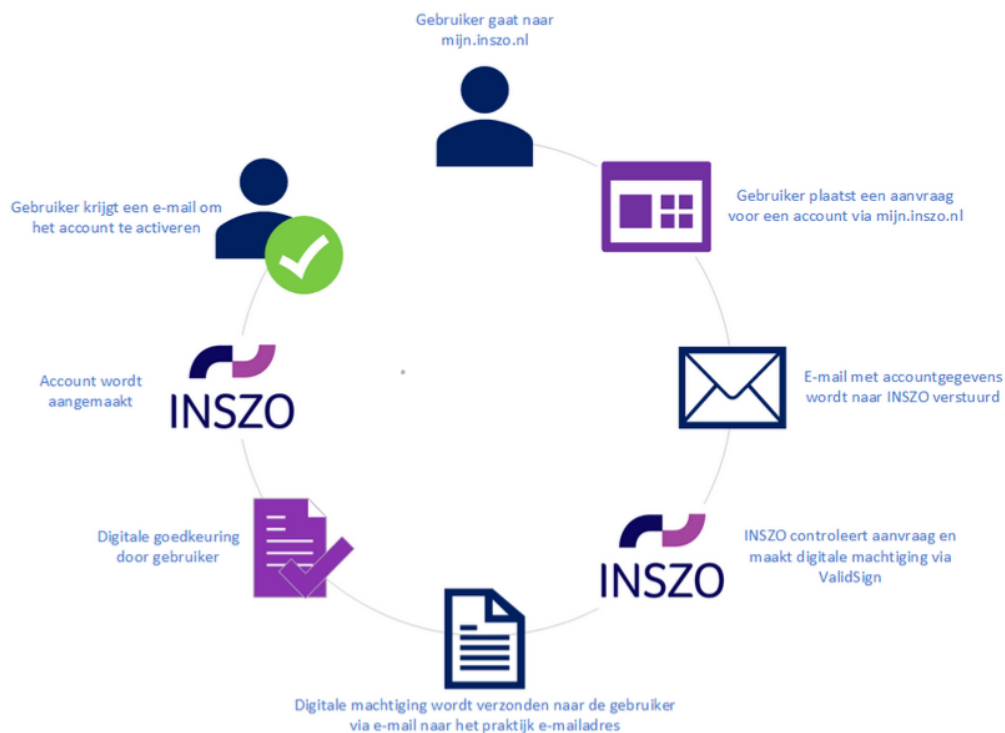 Gebruiker gaat naar
mijn.inszo.nl
Gebruiker plaatst een aanvraag
voor een account via mijn.inszo.nl
E-mail met accountgegevens
wordt naar INSZO verstuurd
INSZO controleert aanvraag en
maakt digitale machtiging via
ValidSign
INSZO
Digitale machtiging wordt verzonden naar de gebruiker
via e-mail naar het praktijk e-mailadres
Digitale goedkeuring
door gebruiker
Account wordt
aangemaakt
INSZO
Gebruiker krijgt een e-mail om
het account te activeren